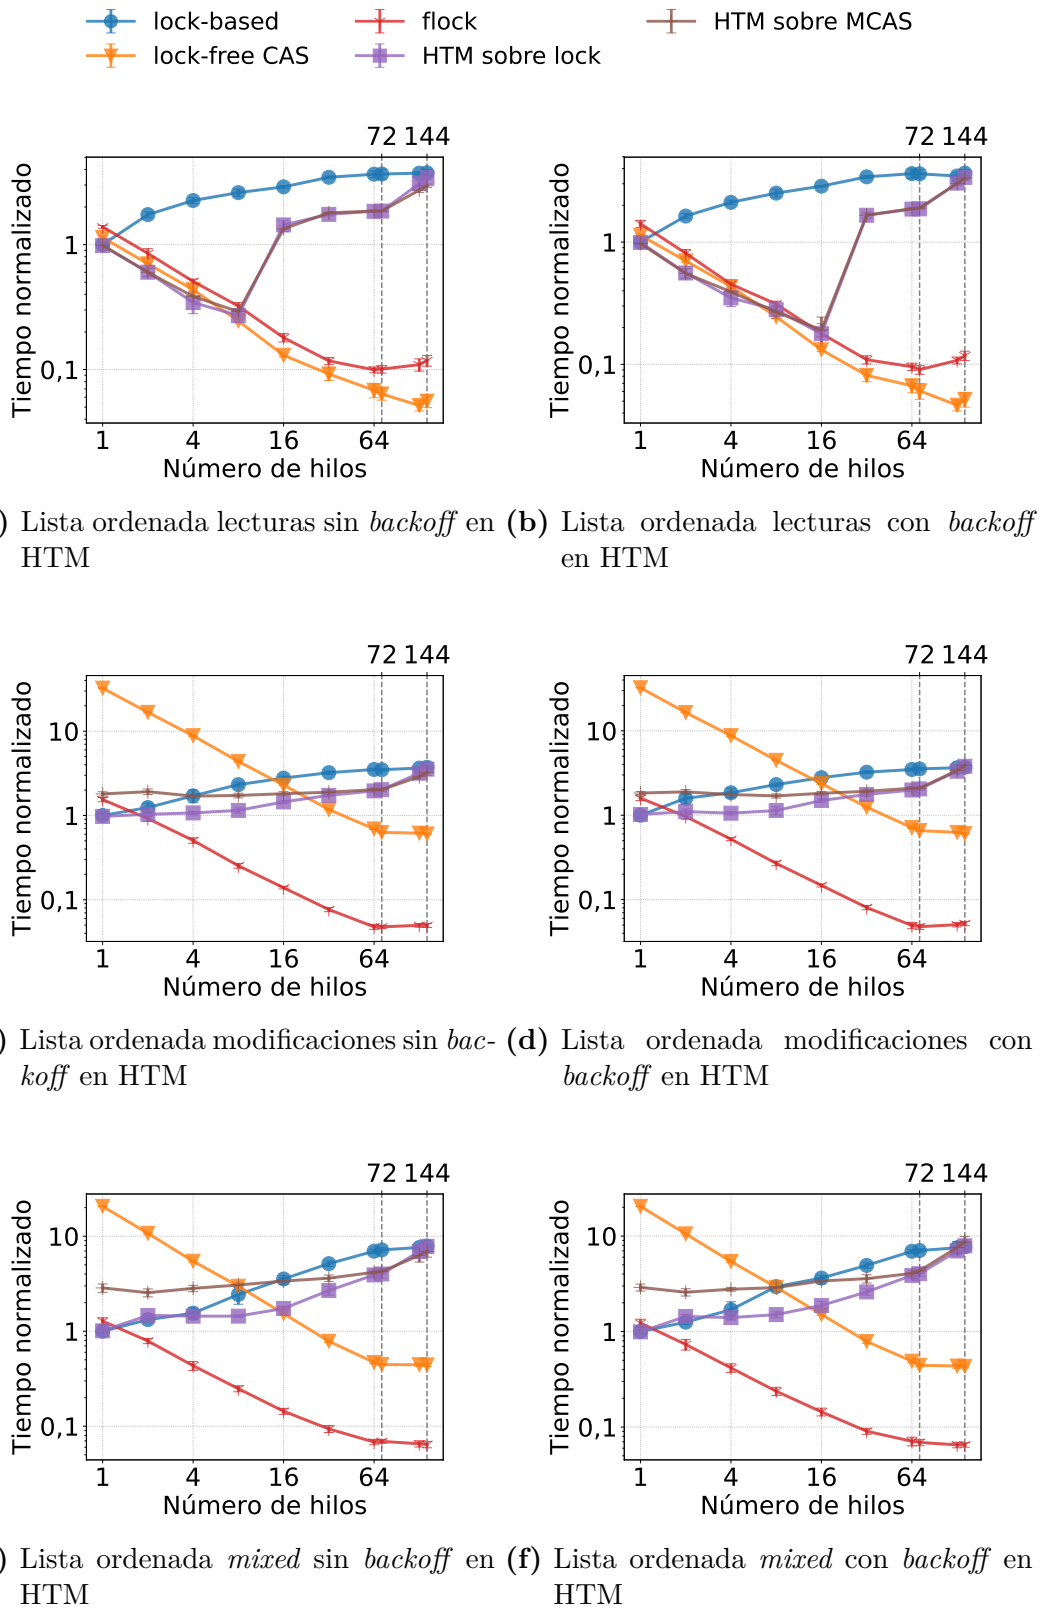 lock-based
flock
HTM sobre MCAS
lock-free CAS
HTM sobre lock
72 144
72 144
Tiempo normalizado
1
0,1
Tiempo normalizado
1
0,1
1 4 16 64
1 4 16 64
Número de hilos
Número de hilos
) Lista ordenada lecturas sin backoff en
HTM
(b) Lista ordenada lecturas con backoff
en HTM
72 144
72 144
Tiempo normalizado
10
1
0,1
Tiempo normalizado
10
1
0,1
1 4 16 64
1 4 16 64
Número de hilos
Número de hilos
) Lista ordenada modificaciones sin bac-
koff en HTM
(d) Lista ordenada modificaciones con
backoff en HTM
72 144
72 144
Tiempo normalizado
10
1
0,1
Tiempo normalizado
10
1
0,1
1 4 16 64
1 4 16 64
Número de hilos
Número de hilos
) Lista ordenada mixed sin backoff en
HTM
(f) Lista ordenada mixed con backoff en
HTM